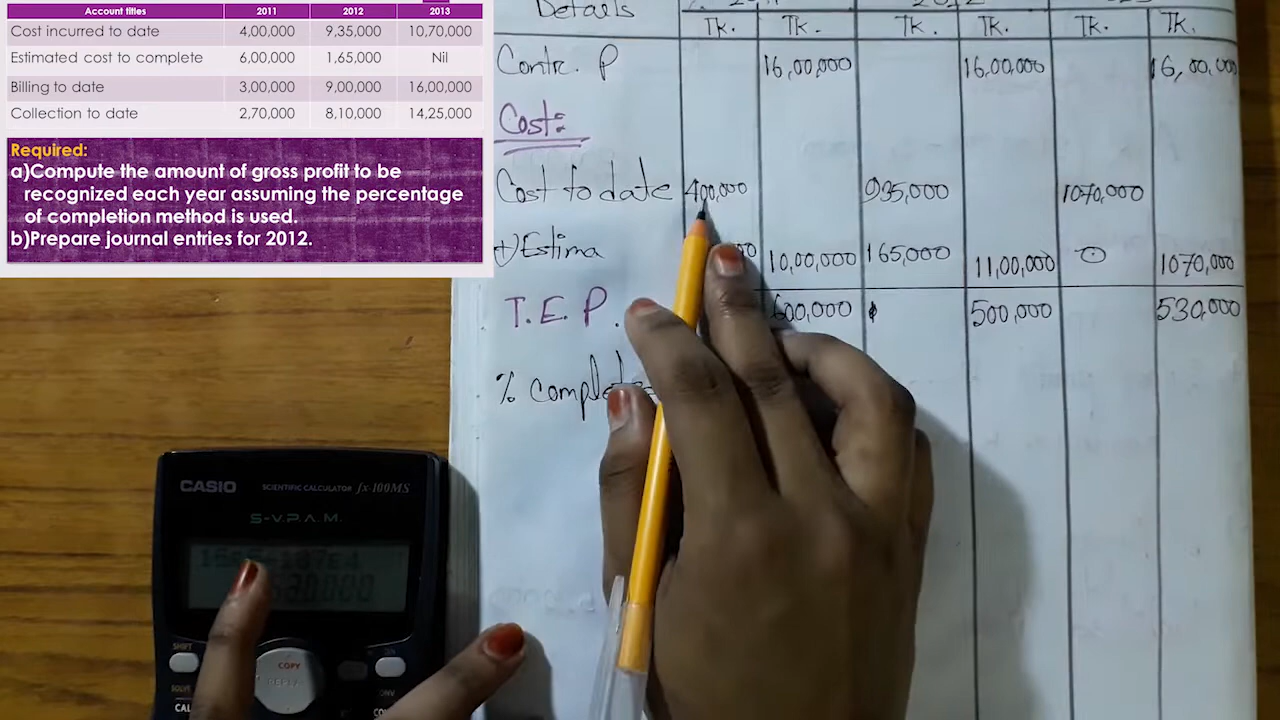 Account titles 2011 2012 2013
Cost incurred to date 4,00,000 9,35,000 10,70,000
Estimated cost to complete 6,00,000 1,65,000 Nil
Billing to date 3,00,000 9,00,000 16,00,000
Collection to date 2,70,000 8,10,000 14,25,000
Required:
a)Compute the amount of gross profit to be
recognized each year assuming the percentage
of completion method is used.
b)Prepare journal entries for 2012.
Details
Tk. Tk. Tk. Tk. Tk. Tk.
Contr. P 16,00,000 16,00,000 16,00,000
Cost:
Cost to date 400,000 935,000 1070,000
(+) Estima 10,00,000 165,000 11,00,000 0 1070,000
T.E.P. 600,000 500,000 530,000
%
CASIO SCIENTIFIC CALCULATOR fx-100MS
S-V.P.A.M.
SHIFT
COPY